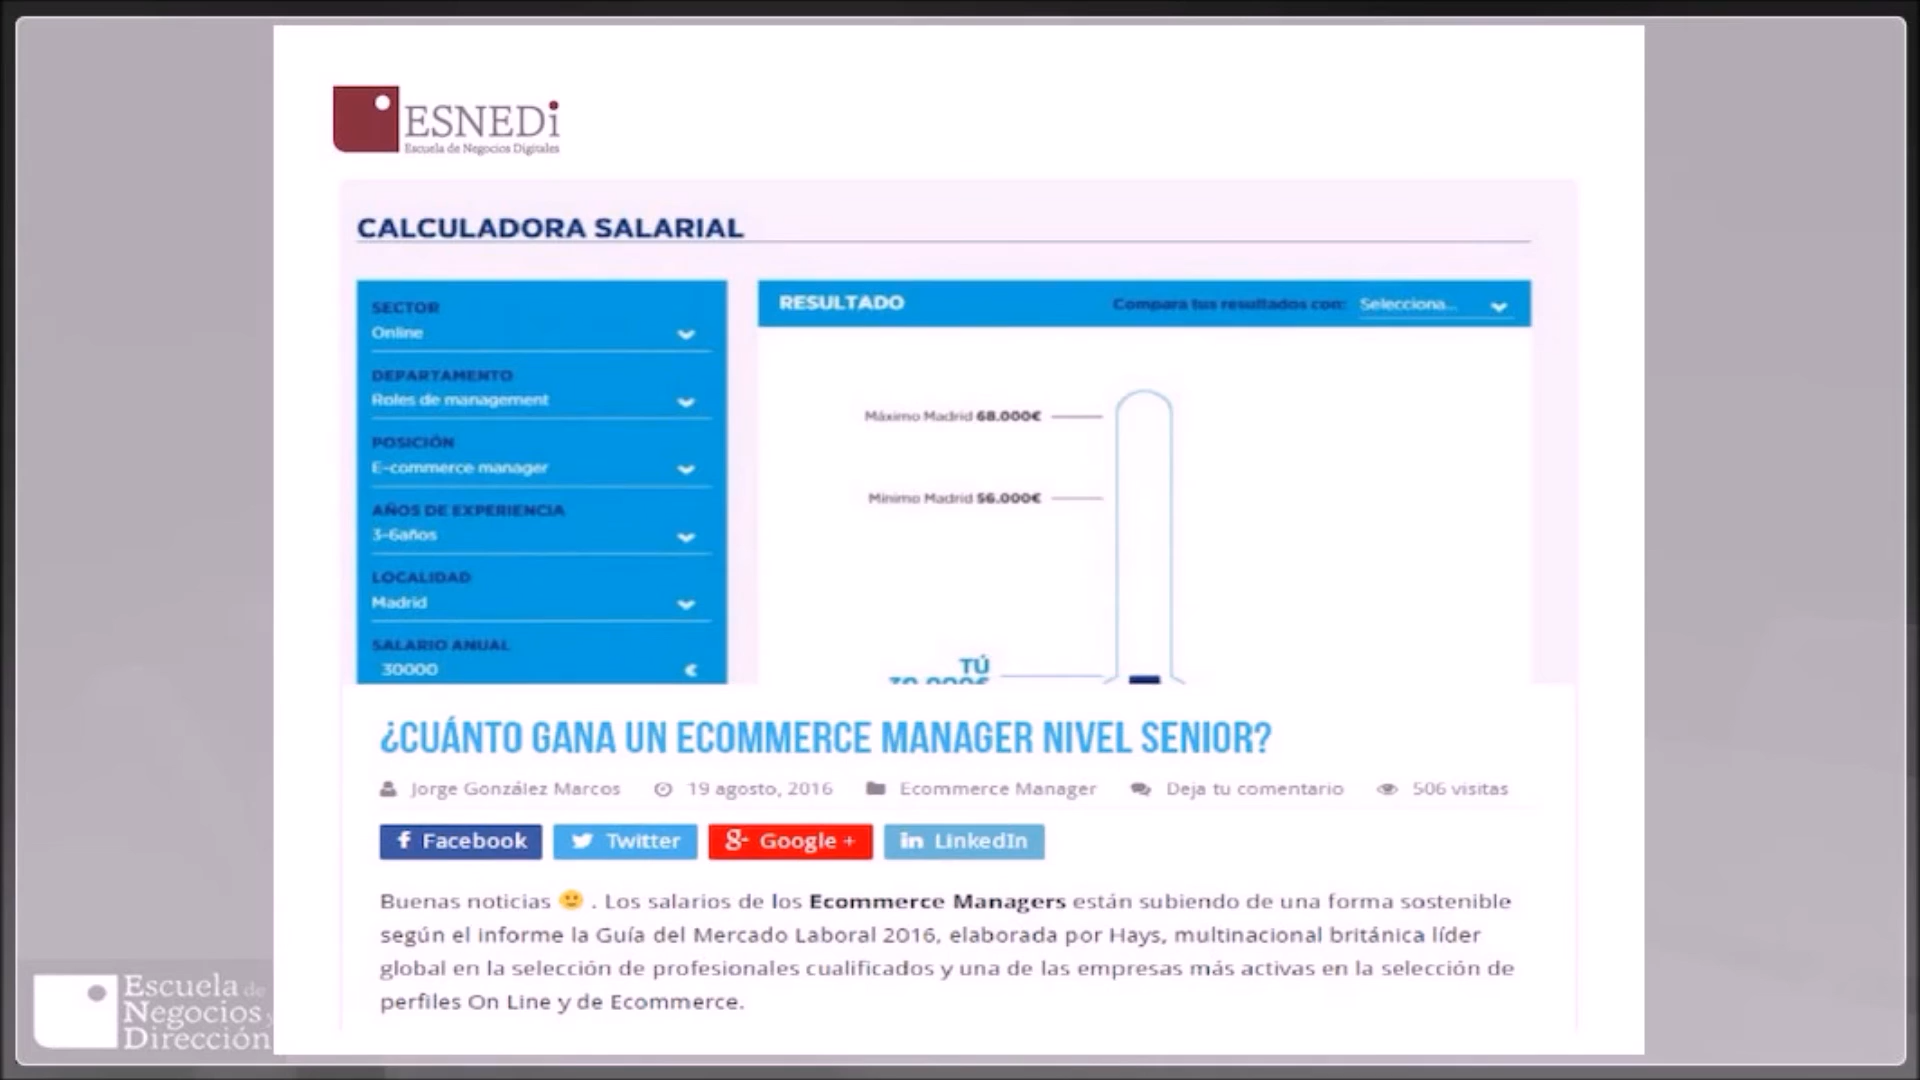 ESNEDi
Escuela de Negocios Digitales
CALCULADORA SALARIAL
SECTOR
Online
DEPARTAMENTO
Roles de management
POSICIÓN
E-commerce manager
AÑOS DE EXPERIENCIA
3-6años
LOCALIDAD
Madrid
SALARIO ANUAL
30000 €
RESULTADO Compara tus resultados con: Selecciona...
Máximo Madrid 68.000€
Mínimo Madrid 56.000€
TÚ
30.000€
¿CUÁNTO GANA UN ECOMMERCE MANAGER NIVEL SENIOR?
Jorge González Marcos 19 agosto, 2016 Ecommerce Manager Deja tu comentario 506 visitas
Facebook Twitter Google + LinkedIn
Buenas noticias 🙂 . Los salarios de los Ecommerce Managers están subiendo de una forma sostenible
según el informe la Guía del Mercado Laboral 2016, elaborada por Hays, multinacional británica líder
global en la selección de profesionales cualificados y una de las empresas más activas en la selección de
perfiles On Line y de Ecommerce.
Escuela de
Negocios y
Dirección